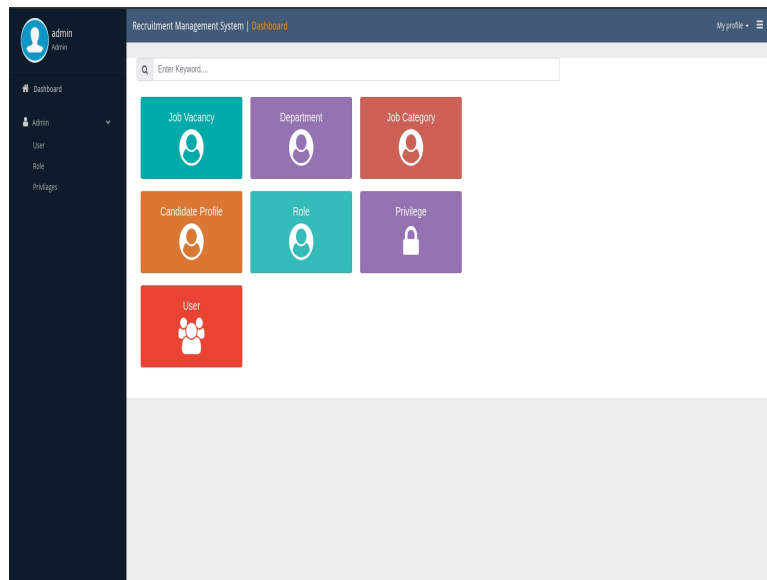 admin
Admin
Recruitment Management System | Dashboard
My profile
Enter Keyword....
Dashboard
Admin
User
Role
Privilages
Job Vacancy
Department
Job Category
Candidate Profile
Role
Privilege
User